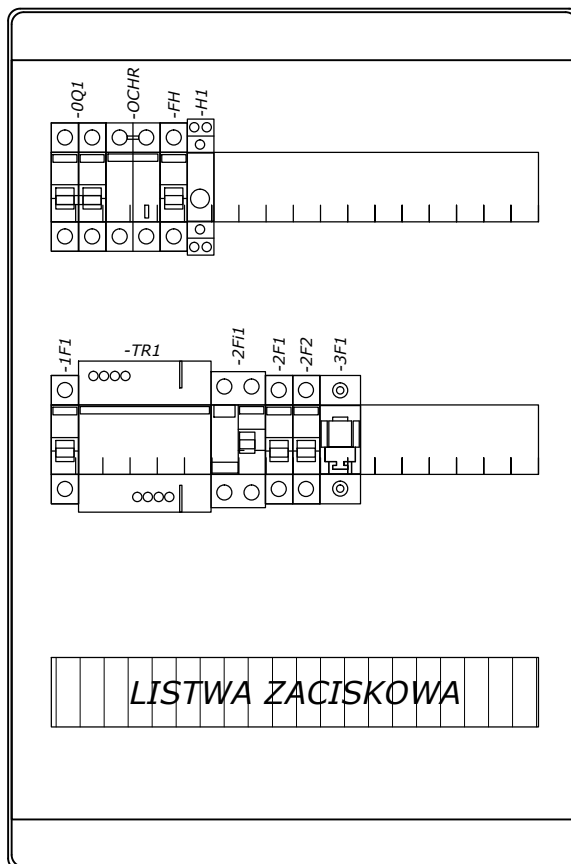 -0Q1
-OCHR
-FH
-H1
-1F1
-TR1
-2Fi1
-2F1
-2F2
-3F1
LISTWA ZACISKOWA